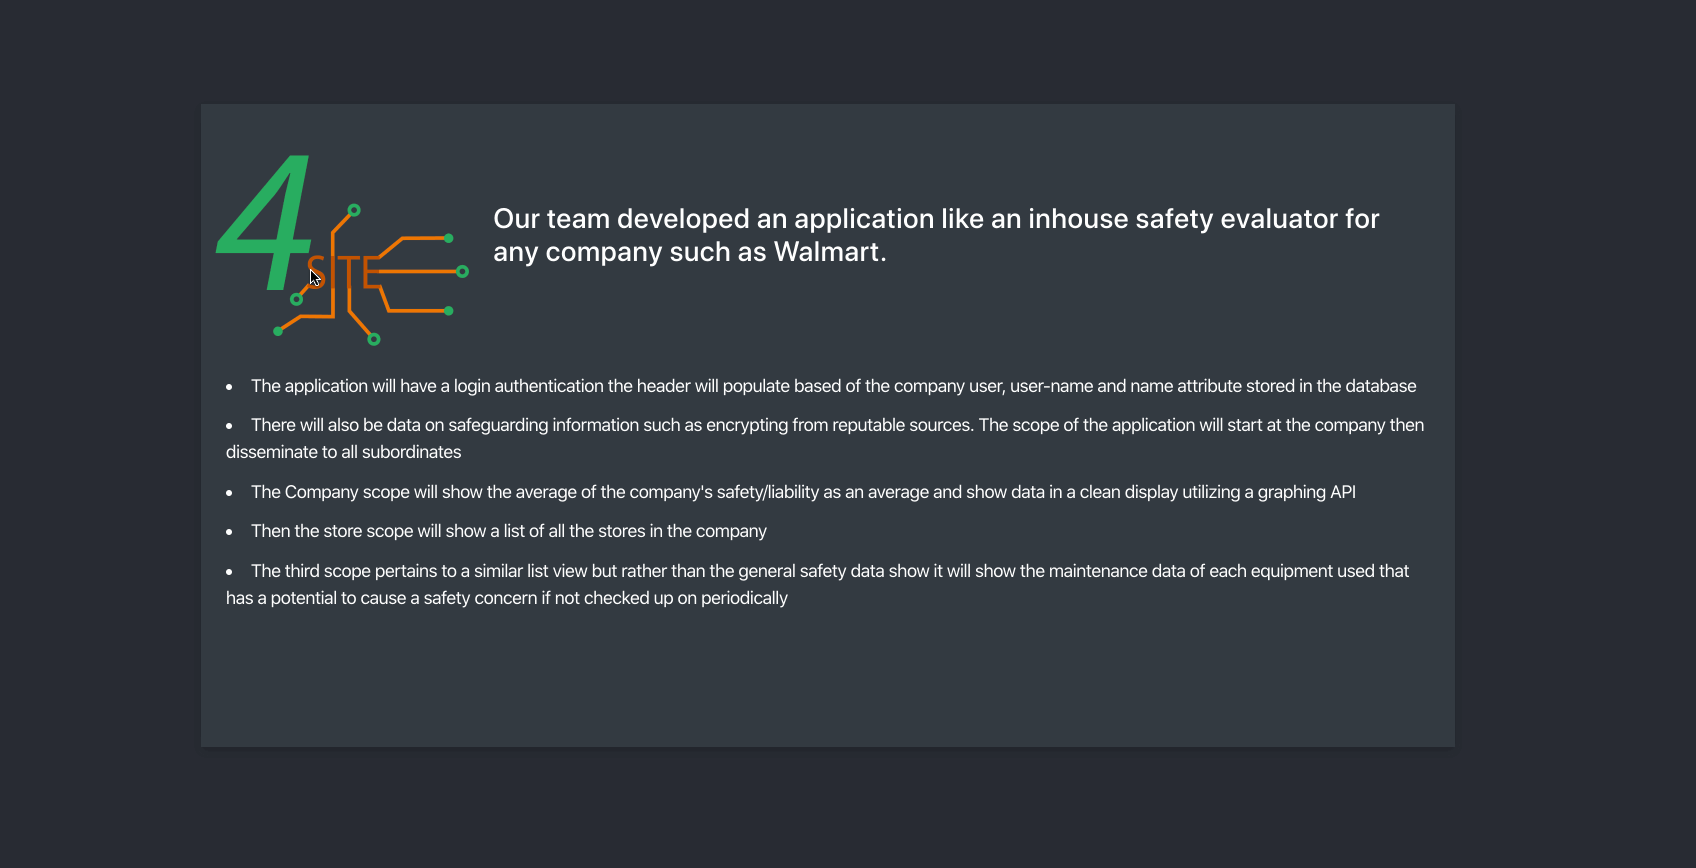 4
SITE
Our team developed an application like an inhouse safety evaluator for
any company such as Walmart.
• The application will have a login authentication the header will populate based of the company user, user-name and name attribute stored in the database
• There will also be data on safeguarding information such as encrypting from reputable sources. The scope of the application will start at the company then
disseminate to all subordinates
• The Company scope will show the average of the company's safety/liability as an average and show data in a clean display utilizing a graphing API
• Then the store scope will show a list of all the stores in the company
• The third scope pertains to a similar list view but rather than the general safety data show it will show the maintenance data of each equipment used that
has a potential to cause a safety concern if not checked up on periodically